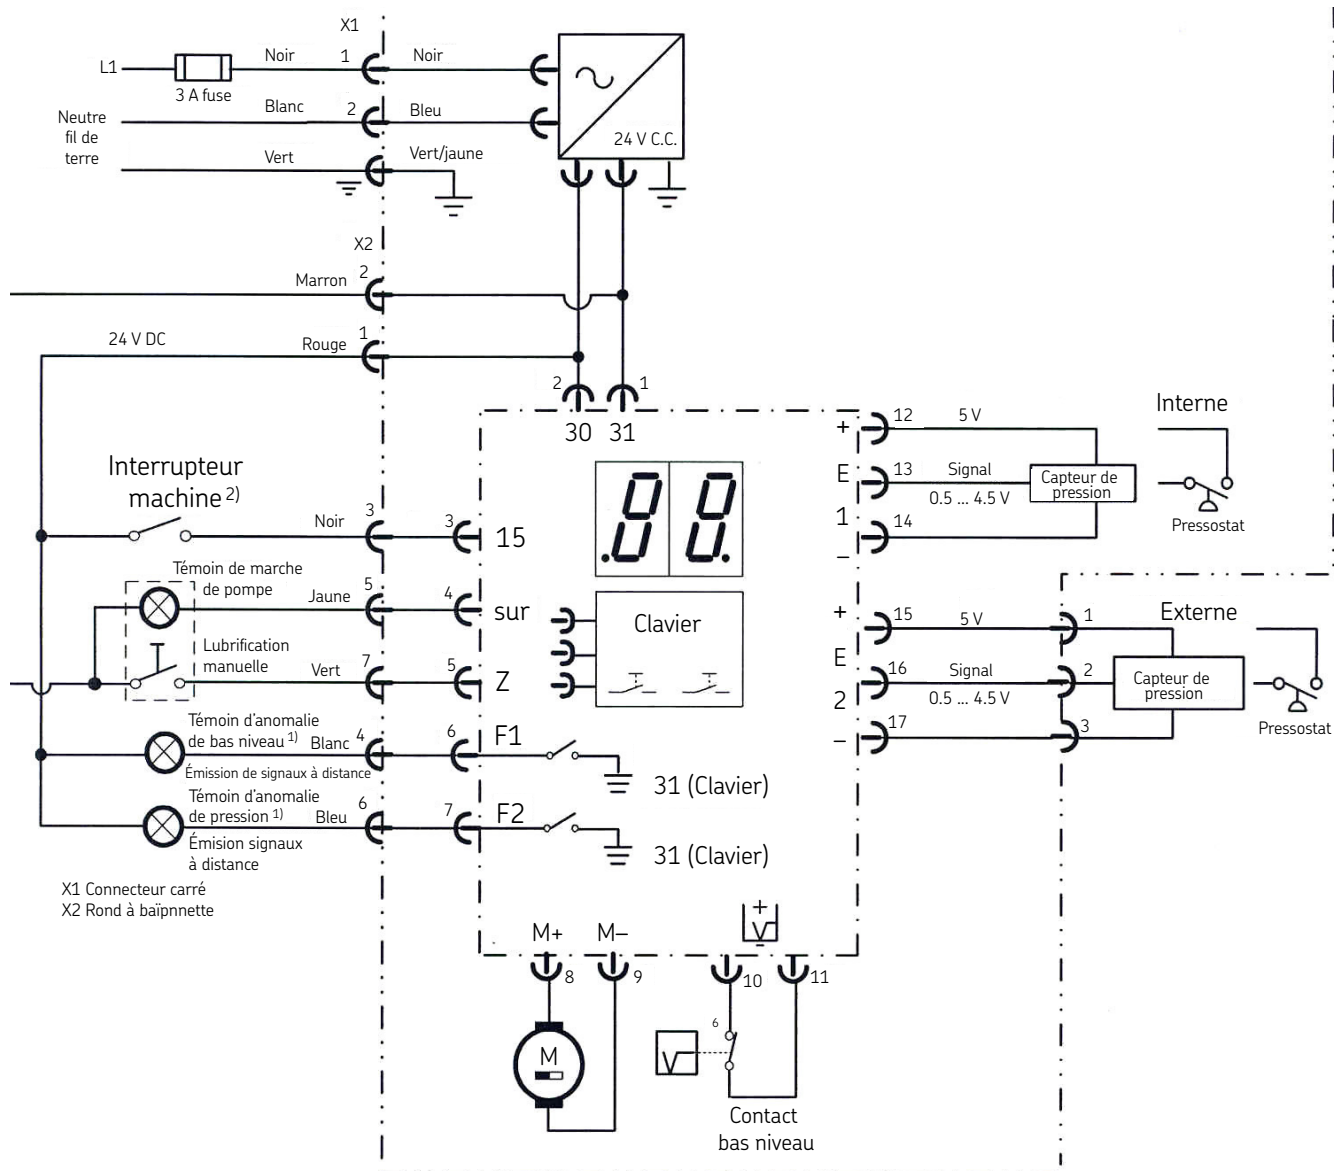 X1
L1
3 A fuse
Noir
1
Noir
Blanc
2
Bleu
Neutre
fil de
terre
Vert
Vert/jaune
24 V C.C.
X2
Marron
2
24 V DC
Rouge
1
2
1
30
31
Interrupteur
machine 2)
Noir
3
3
15
Témoin de marche
de pompe
Jaune
5
4
sur
Lubrification
manuelle
Vert
7
5
Z
Témoin d'anomalie
de bas niveau 1)
Blanc
4
6
F1
Émission de signaux à distance
Témoin d'anomalie
de pression 1)
Bleu
6
7
F2
Émision signaux
à distance
X1 Connecteur carré
X2 Rond à baïpnnette
Clavier
31 (Clavier)
31 (Clavier)
+
12
5 V
E
13
Signal
0.5 ... 4.5 V
1
14
–
Capteur de
pression
Interne
Pressostat
+
15
5 V
1
E
16
Signal
0.5 ... 4.5 V
2
2
17
–
3
Externe
Capteur de
pression
Pressostat
M+
M–
+
8
9
10
11
M
6
Contact
bas niveau